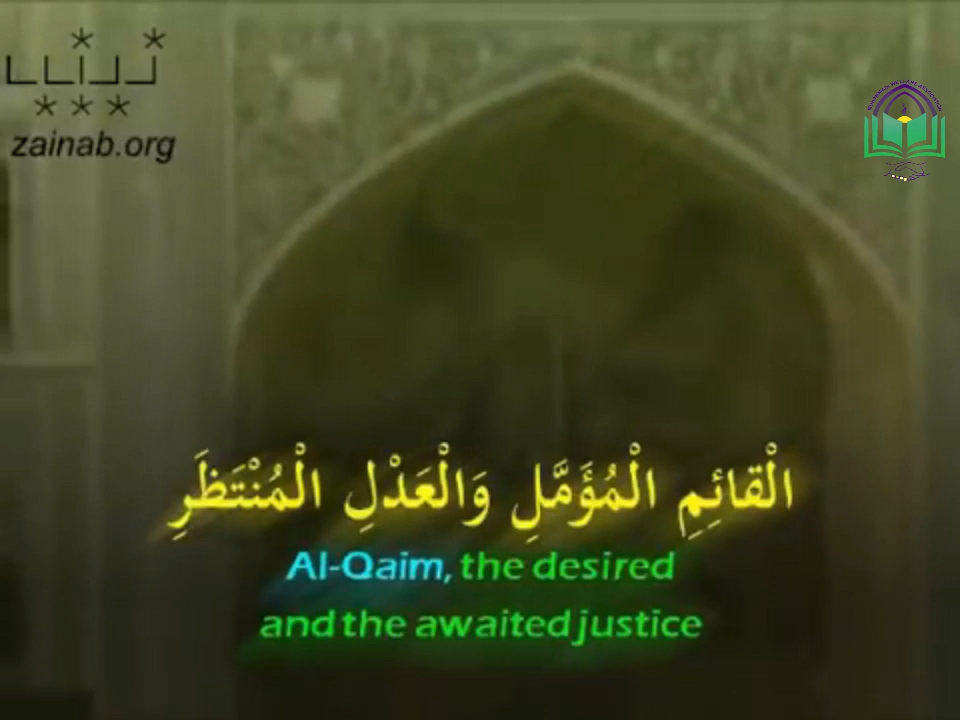 zainab.org
الْقائِمِ الْمُؤَمَّلِ وَالْعَدْلِ الْمُنْتَظَرِ
Al-Qaim, the desired
and the awaited justice